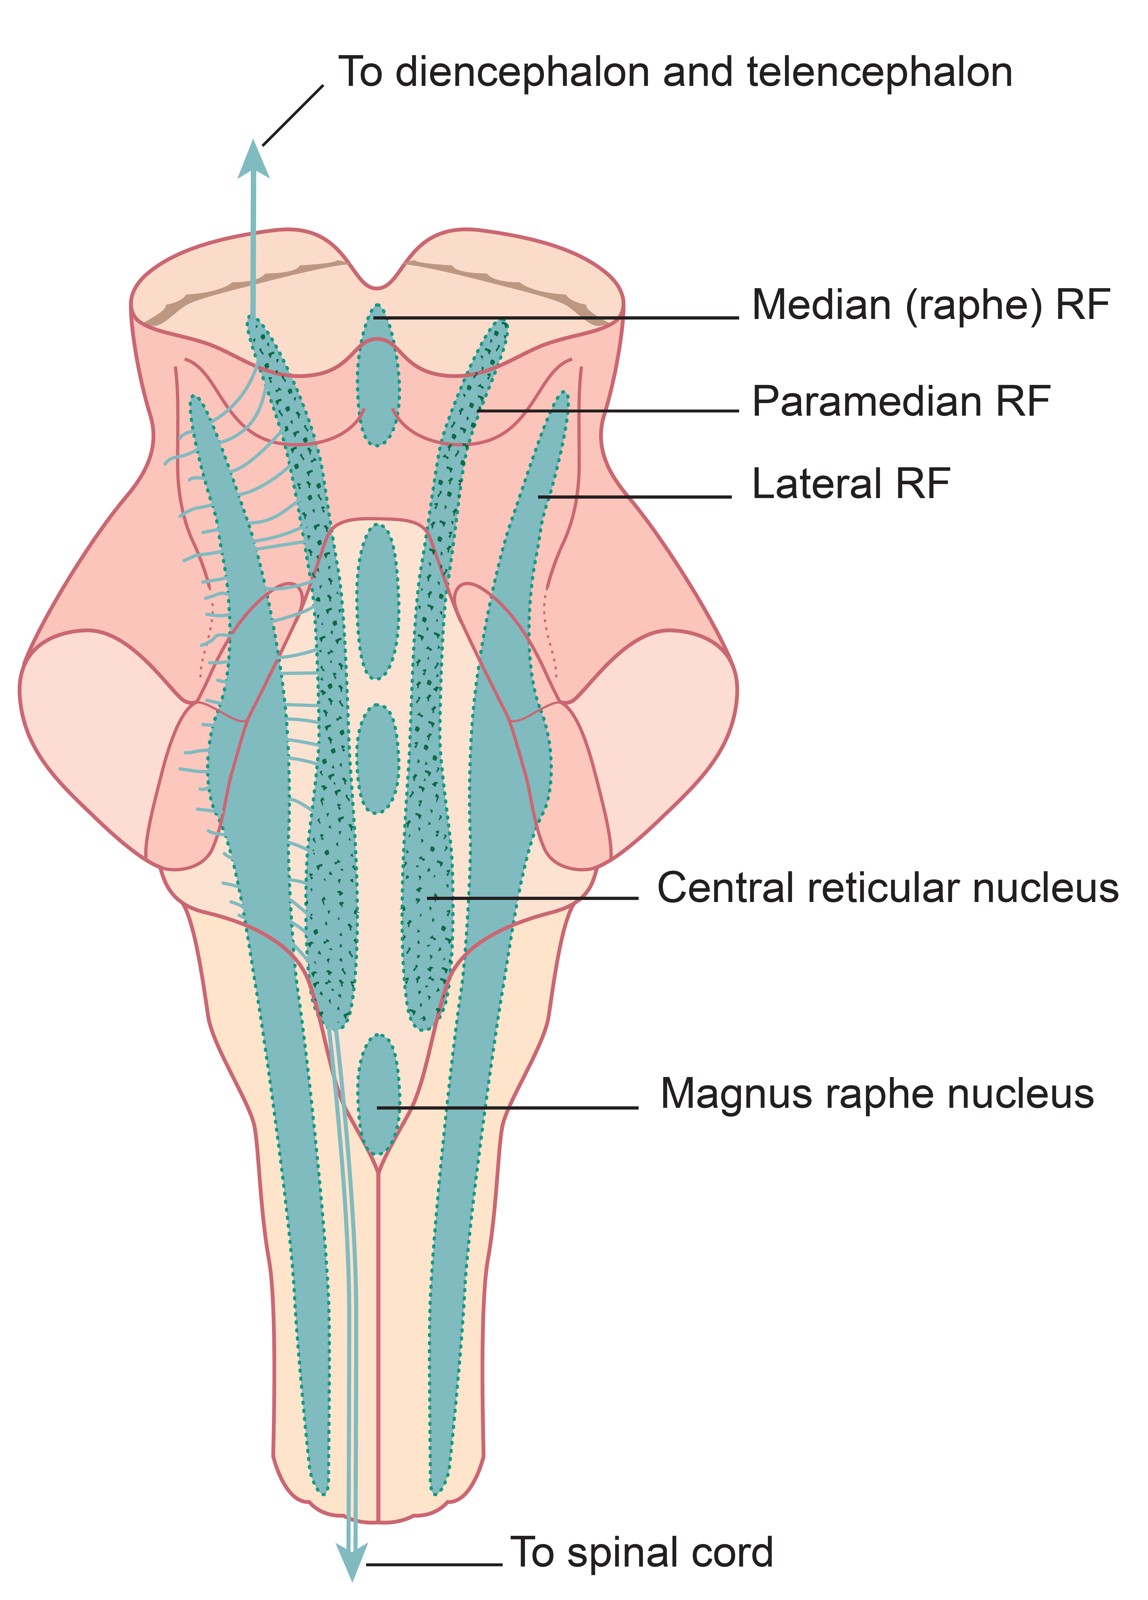 To diencephalon and telencephalon
Median (raphe) RF
Paramedian RF
Lateral RF
Central reticular nucleus
Magnus raphe nucleus
To spinal cord